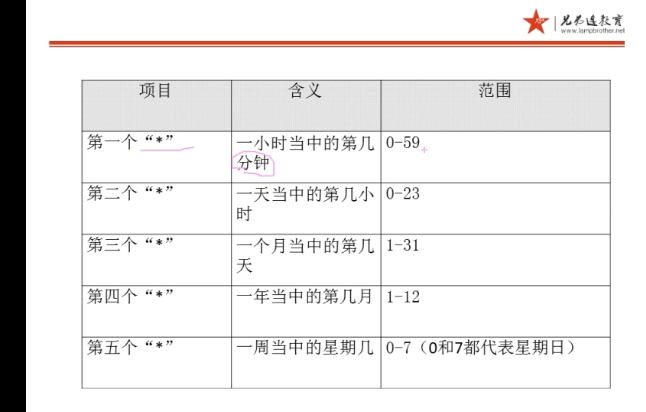 兄弟连教育
www.lampbrother.net
项目 含义 范围
第一个“*” 一小时当中的第几 0-59
分钟
第二个“*” 一天当中的第几小 0-23
时
第三个“*” 一个月当中的第几 1-31
天
第四个“*” 一年当中的第几月 1-12
第五个“*” 一周当中的星期几 0-7（0和7都代表星期日）